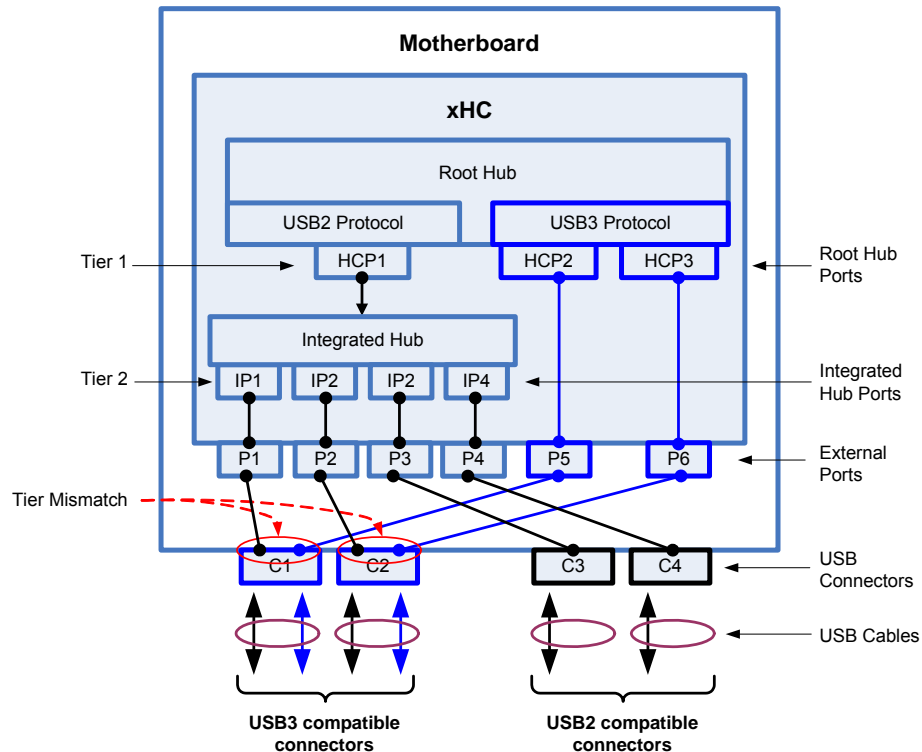 Motherboard
xHC
Root Hub
USB2 Protocol
USB3 Protocol
Tier 1
HCP1
HCP2
HCP3
Root Hub
Ports
Integrated Hub
Tier 2
IP1
IP2
IP2
IP4
Integrated
Hub Ports
P1
P2
P3
P4
P5
P6
External
Ports
Tier Mismatch
C1
C2
C3
C4
USB
Connectors
USB Cables
USB3 compatible
connectors
USB2 compatible
connectors